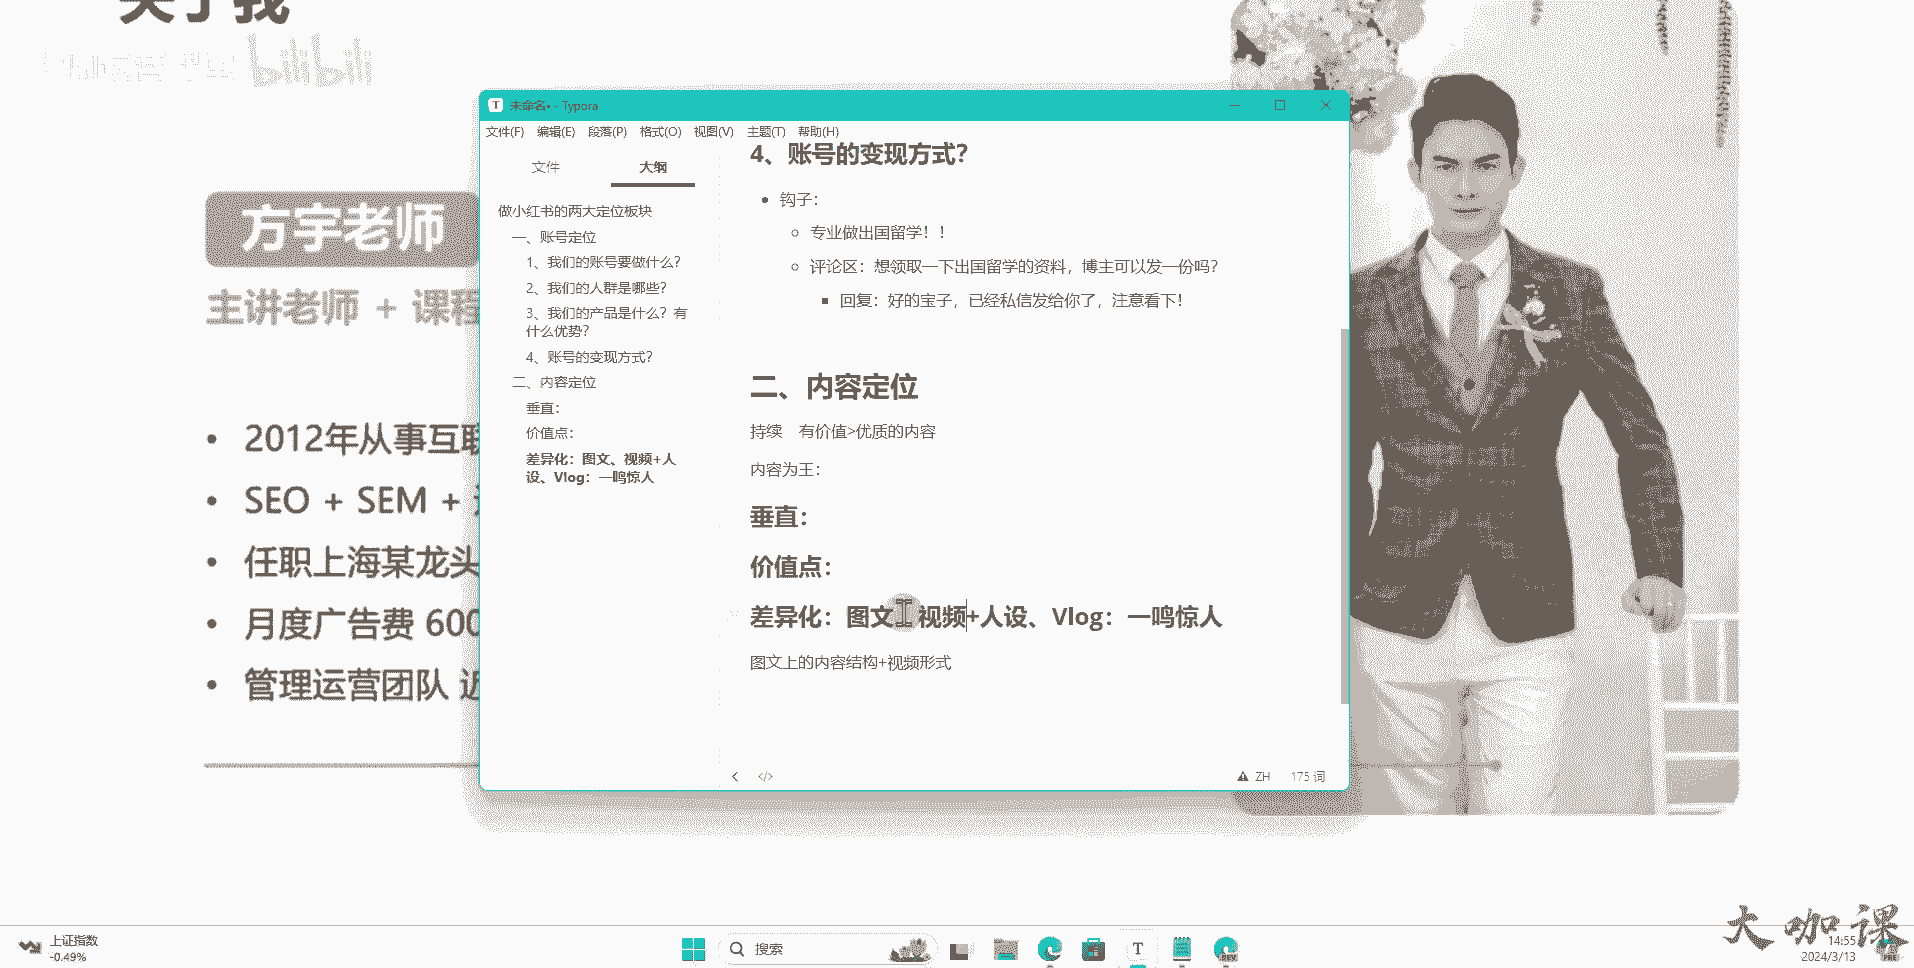 关于我
bilibili
未命名• - Typora
文件(F) 编辑(E) 段落(P) 格式(O) 视图(V) 主题(T) 帮助(H)
文件 大纲
做小红书的两大定位板块
一、账号定位
1、我们的账号要做什么？
2、我们的人群是哪些？
3、我们的产品是什么？有
什么优势？
4、账号的变现方式？
二、内容定位
垂直：
价值点：
差异化：图文、视频+人
设、Vlog：一鸣惊人
4、账号的变现方式？
钩子：
专业做出国留学！！
评论区：想领取一下出国留学的资料，博主可以发一份吗？
回复：好的宝子，已经私信发给你了，注意看下！
二、内容定位
持续 有价值>优质的内容
内容为王：
垂直：
价值点：
差异化：图文、视频+人设、Vlog：一鸣惊人
图文上的内容结构+视频形式
ZH 175 词
方宇老师
主讲老师 + 课程
2012年从事互联
SEO + SEM +
任职上海某龙头
月度广告费 600
管理运营团队 近
大咖课
上证指数
-0.49%
搜索
14:55
2024/3/13